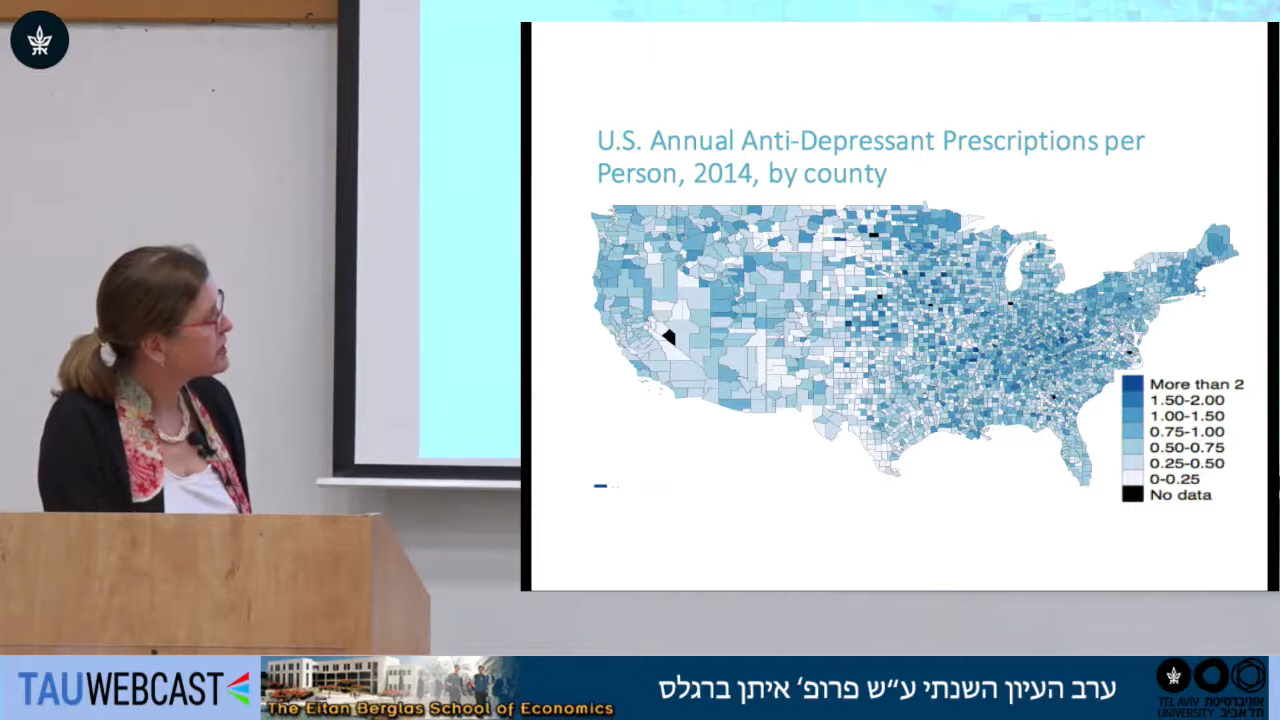 U.S. Annual Anti-Depressant Prescriptions per
Person, 2014, by county
More than 2
1.50-2.00
1.00-1.50
0.75-1.00
0.50-0.75
0.25-0.50
0-0.25
No data
TAUWEBCAST
The Eitan Berglas School of Economics
ערב העיון השנתי ע״ש פרופ׳ איתן ברגלס
TEL AVIV UNIVERSITY
אוניברסיטת תל אביב